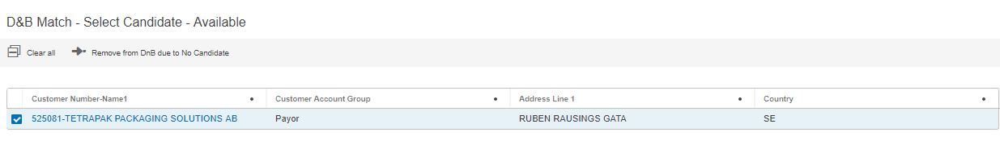 D&B Match - Select Candidate - Available
Clear all Remove from DnB due to No Candidate
Customer Number-Name1 Customer Account Group Address Line 1 Country
525081-TETRAPAK PACKAGING SOLUTIONS AB Payor RUBEN RAUSINGS GATA SE